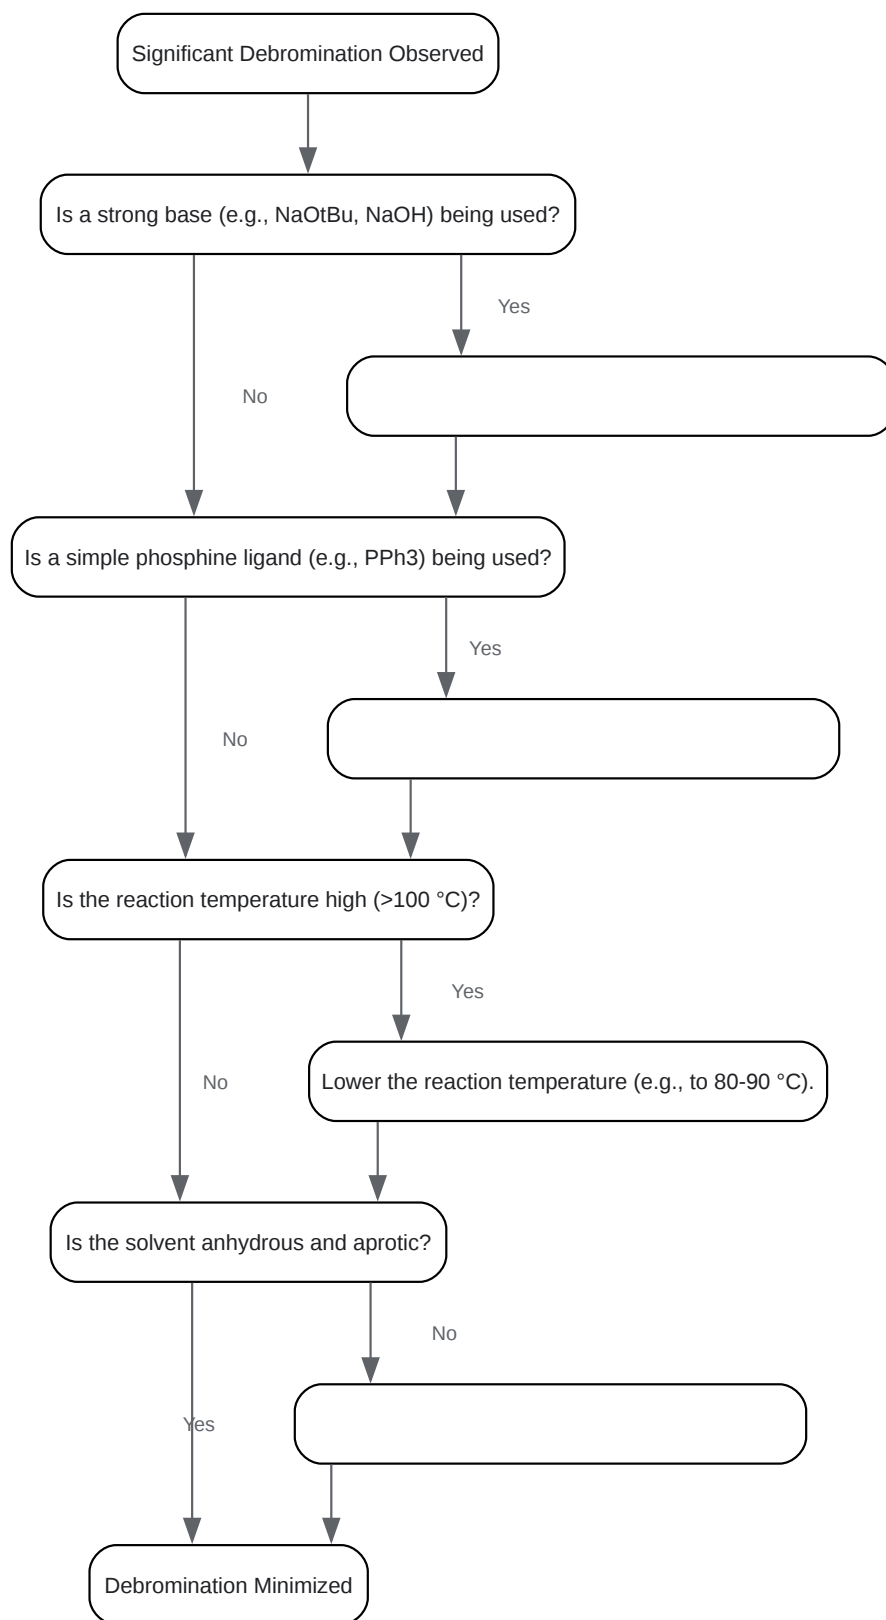 Significant Debromination Observed
Is a strong base (e.g., NaOtBu, NaOH) being used?
Yes
No
Is a simple phosphine ligand (e.g., PPh3) being used?
Yes
No
Is the reaction temperature high (>100 °C)?
Yes
Lower the reaction temperature (e.g., to 80-90 °C).
No
Is the solvent anhydrous and aprotic?
No
Yes
Debromination Minimized